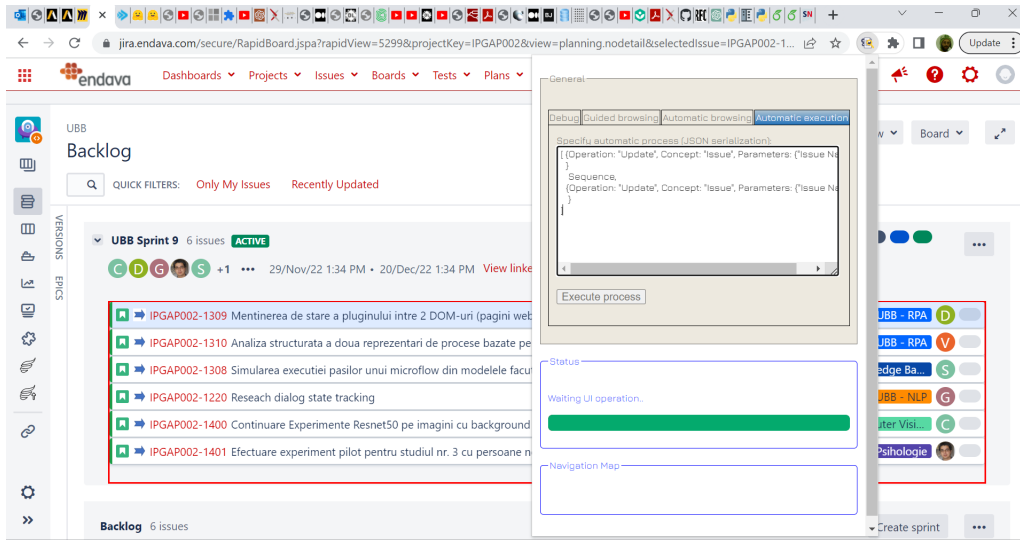 jira.endava.com/secure/RapidBoard.jspa?rapidView=5299&projectKey=IPGAP002&view=planning.nodetail&selectedIssue=IPGAP002-1...
Update
endava
Dashboards
Projects
Issues
Boards
Tests
Plans
UBB
Backlog
Board
QUICK FILTERS:
Only My Issues
Recently Updated
VERSIONS
EPICS
UBB Sprint 9 6 issues ACTIVE
C D G S +1 ••• 29/Nov/22 1:34 PM • 20/Dec/22 1:34 PM View linke
IPGAP002-1309 Mentinerea de stare a pluginului intre 2 DOM-uri (pagini web
UBB - RPA D
IPGAP002-1310 Analiza structurata a doua reprezentari de procese bazate pe
UBB - RPA V
IPGAP002-1308 Simularea executiei pasilor unui microflow din modelele facu
edge Ba... S
IPGAP002-1220 Reseach dialog state tracking
UBB - NLP G
IPGAP002-1400 Continuare Experimente Resnet50 pe imagini cu background
uter Visi... C
IPGAP002-1401 Efectuare experiment pilot pentru studiul nr. 3 cu persoane n
Psihologie
Backlog 6 issues
Create sprint
General
Debug
Guided browsing
Automatic browsing
Automatic execution
Specify automatic process (JSON serialization):
[ {Operation: "Update", Concept: "Issue", Parameters: {"Issue Na
}
Sequence,
{Operation: "Update", Concept: "Issue", Parameters: {"Issue Na
}
]
Execute process
Status
Waiting UI operation..
Navigation Map